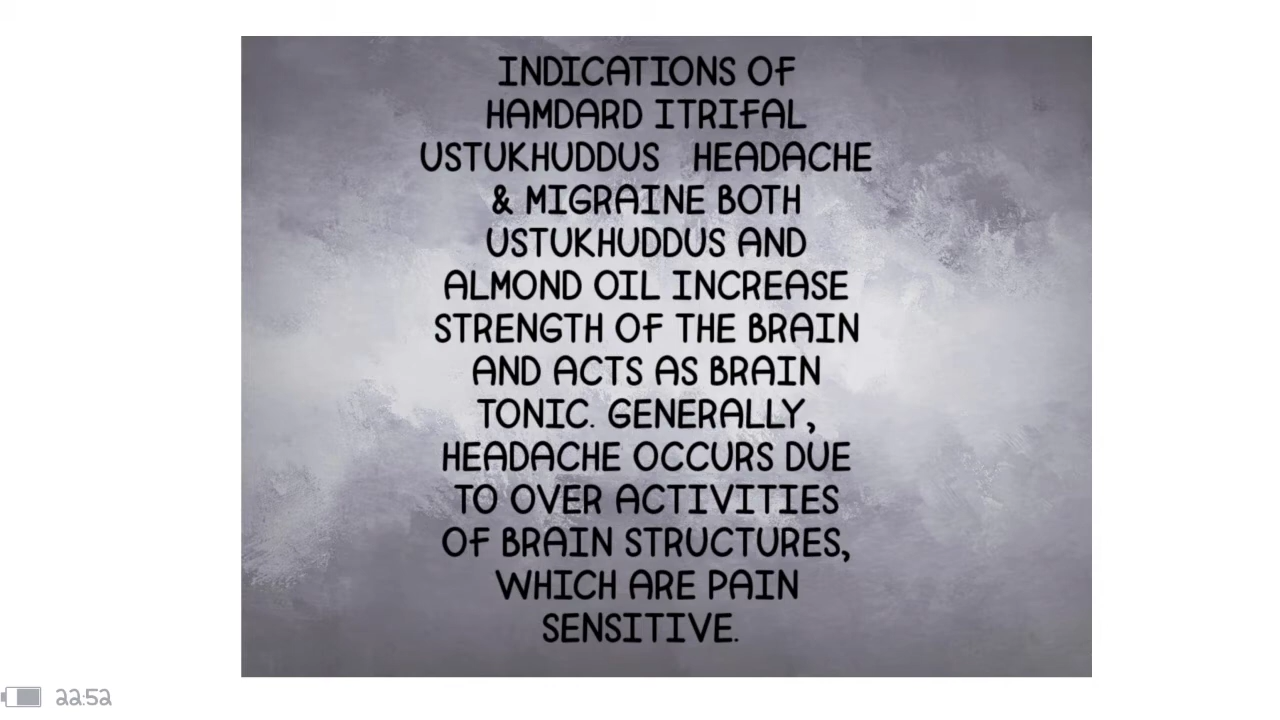 INDICATIONS OF
HAMDARD ITRIFAL
USTUKHUDDUS HEADACHE
& MIGRAINE BOTH
USTUKHUDDUS AND
ALMOND OIL INCREASE
STRENGTH OF THE BRAIN
AND ACTS AS BRAIN
TONIC. GENERALLY,
HEADACHE OCCURS DUE
TO OVER ACTIVITIES
OF BRAIN STRUCTURES,
WHICH ARE PAIN
SENSITIVE.
22:52